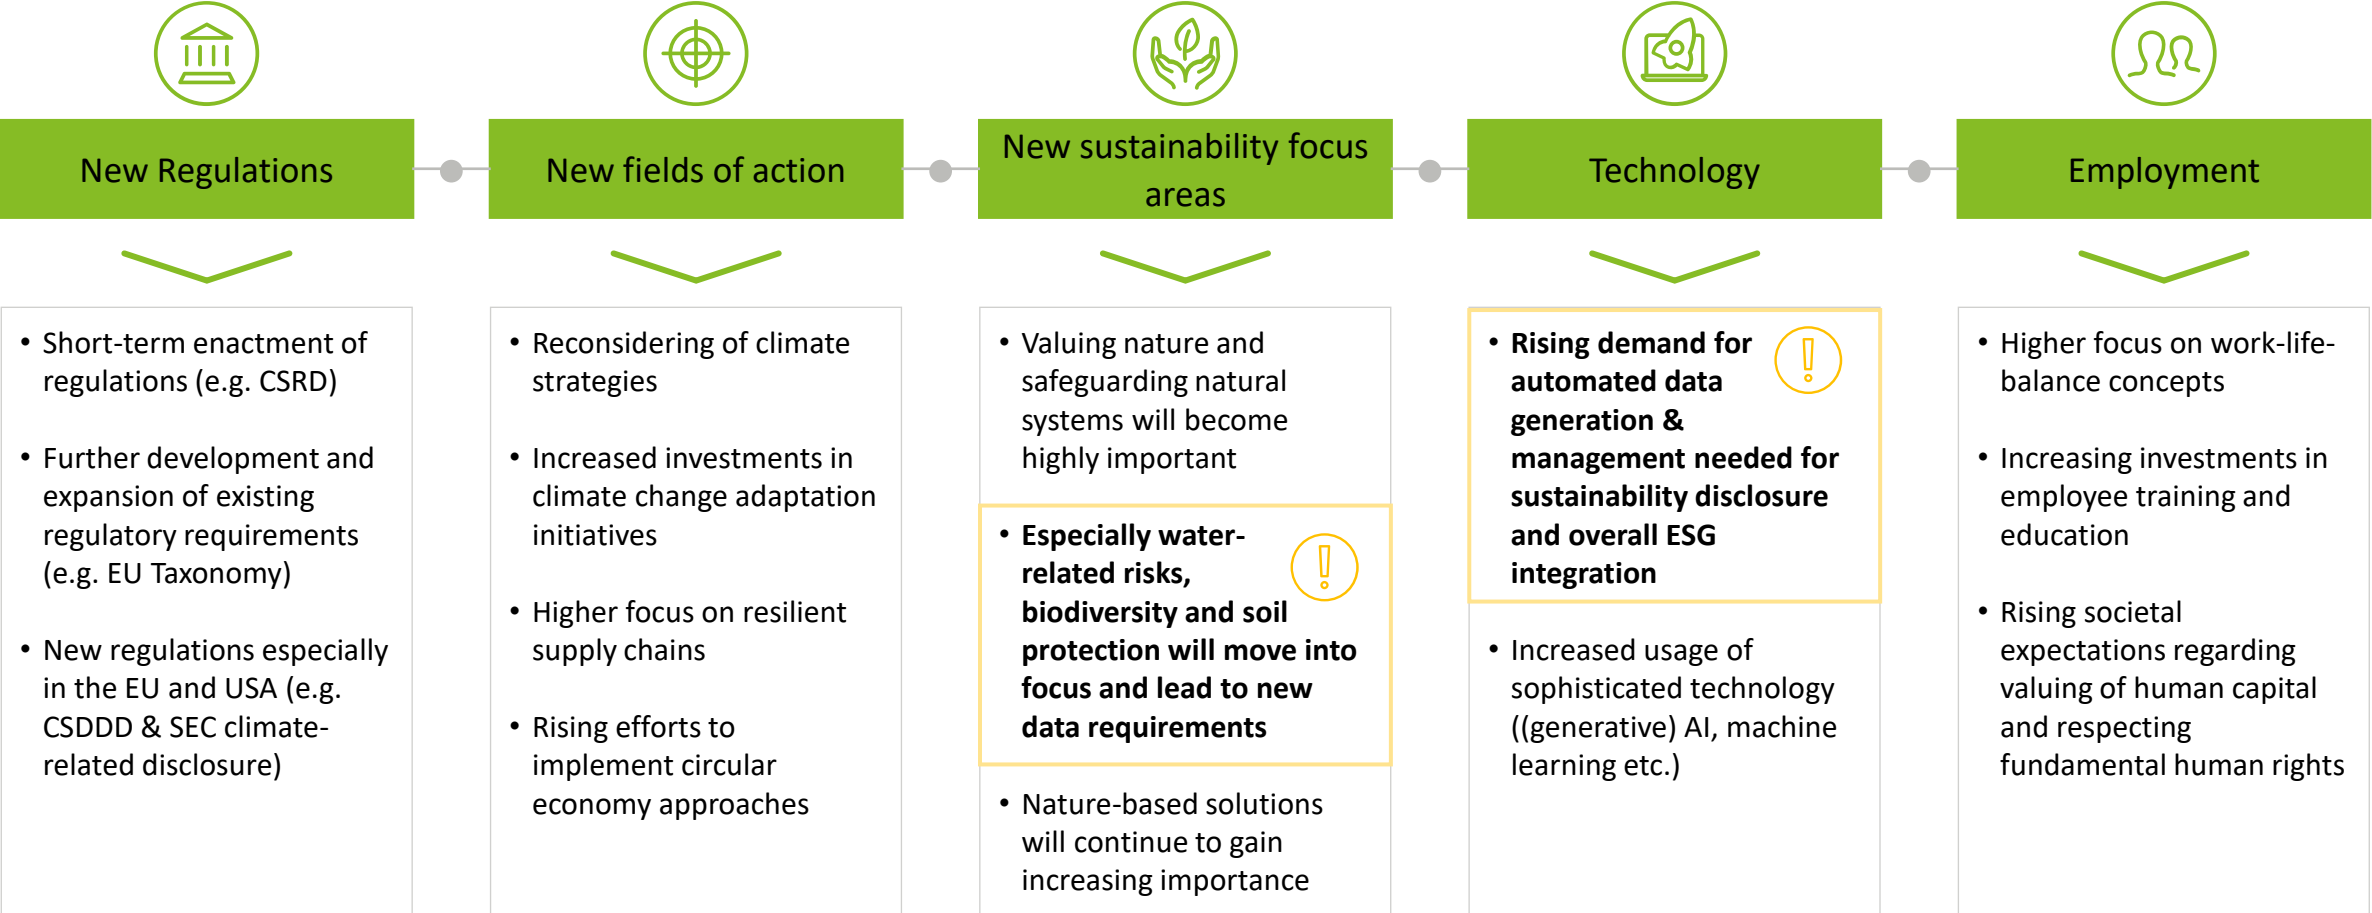 New Regulations
New fields of action
New sustainability focus
areas
Technology
Employment
• Short-term enactment of
regulations (e.g. CSRD)
• Further development and
expansion of existing
regulatory requirements
(e.g. EU Taxonomy)
• New regulations especially
in the EU and USA (e.g.
CSDDD & SEC climate-
related disclosure)
• Reconsidering of climate
strategies
• Increased investments in
climate change adaptation
initiatives
• Higher focus on resilient
supply chains
• Rising efforts to
implement circular
economy approaches
• Valuing nature and
safeguarding natural
systems will become
highly important
• Especially water-
related risks,
biodiversity and soil
protection will move into
focus and lead to new
data requirements
• Nature-based solutions
will continue to gain
increasing importance
• Rising demand for
automated data
generation &
management needed for
sustainability disclosure
and overall ESG
integration
• Increased usage of
sophisticated technology
((generative) AI, machine
learning etc.)
• Higher focus on work-life-
balance concepts
• Increasing investments in
employee training and
education
• Rising societal
expectations regarding
valuing of human capital
and respecting
fundamental human rights